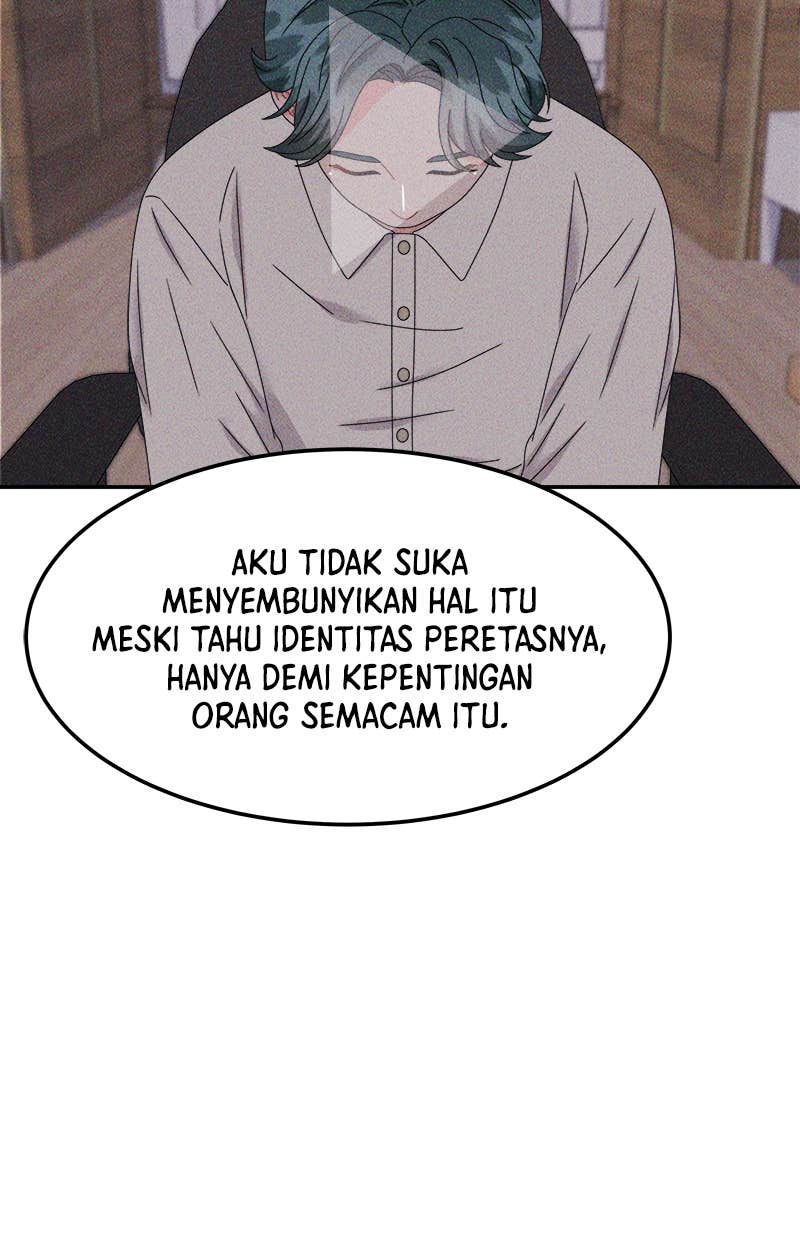 AKU TIDAK SUKA
MENYEMBUNYIKAN HAL ITU
MESKI TAHU IDENTITAS PERETASNYA,
HANYA DEMI KEPENTINGAN
ORANG SEMACAM ITU.